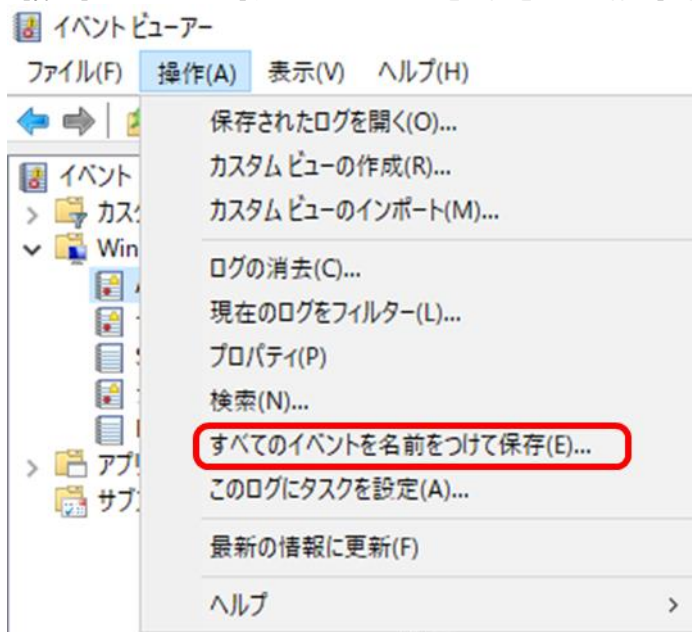 イベント ビューアー
ファイル(F) 操作(A) 表示(V) ヘルプ(H)
保存されたログを開く(O)...
イベント
カスタム ビューの作成(R)...
カスタム ビューのインポート(M)...
Win
ログの消去(C)...
現在のログをフィルター(L)...
プロパティ(P)
検索(N)...
すべてのイベントを名前をつけて保存(E)...
アプリ
このログにタスクを設定(A)...
サブ
最新の情報に更新(F)
ヘルプ